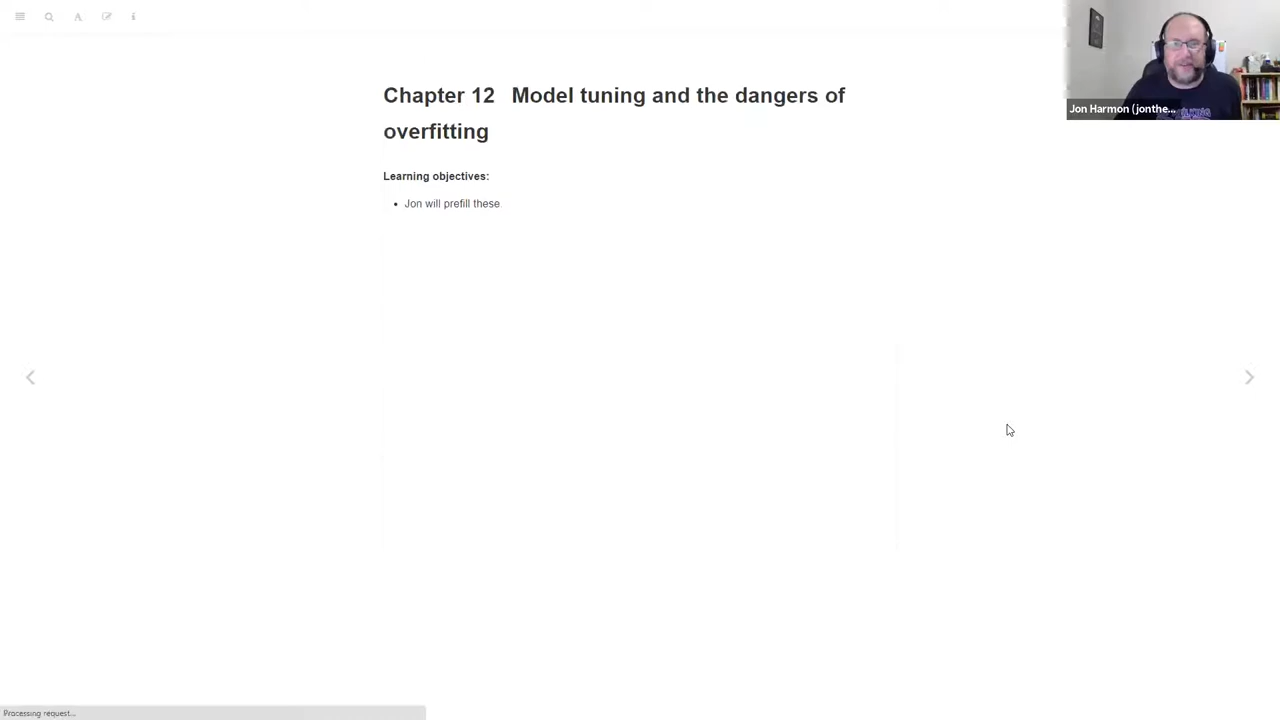 Chapter 12 Model tuning and the dangers of
overfitting
Learning objectives:
• Jon will prefill these
Jon Harmon (jonthe...
Processing request...